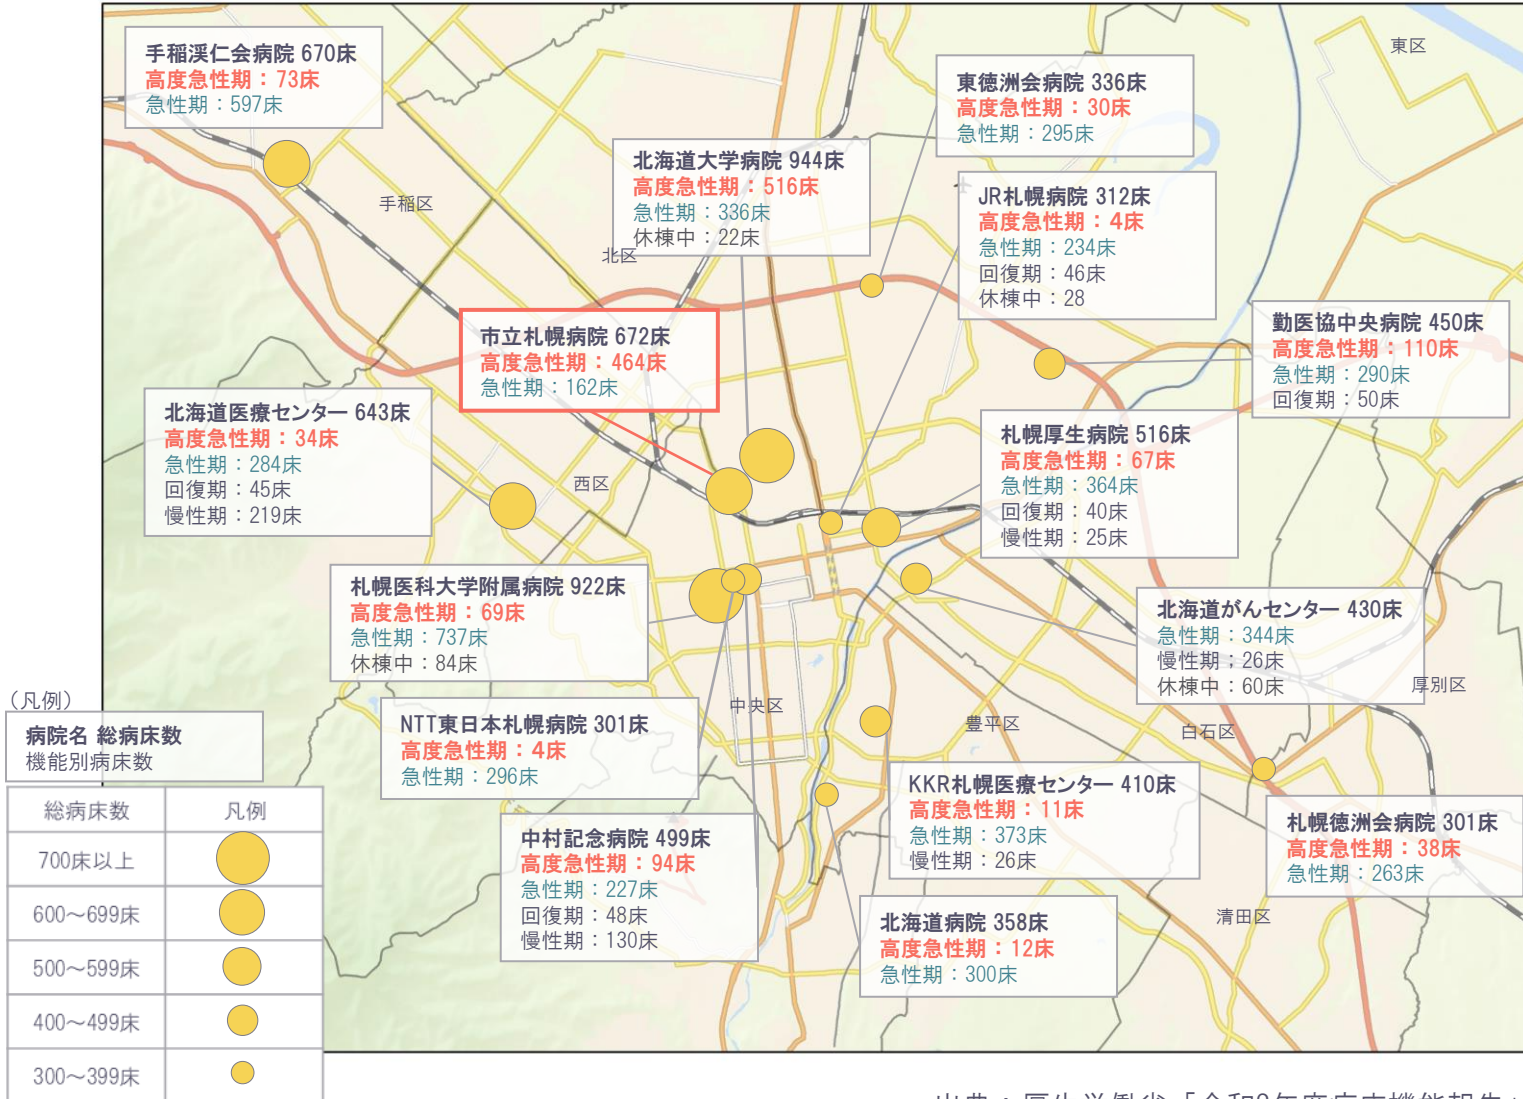 手稲渓仁会病院 670床
高度急性期：73床
急性期：597床
東区
東徳洲会病院 336床
高度急性期：30床
急性期：295床
北海道大学病院 944床
高度急性期：516床
急性期：336床
休棟中：22床
JR札幌病院 312床
高度急性期：4床
急性期：234床
回復期：46床
休棟中：28
手稲区
北区
市立札幌病院 672床
高度急性期：464床
急性期：162床
勤医協中央病院 450床
高度急性期：110床
急性期：290床
回復期：50床
北海道医療センター 643床
高度急性期：34床
急性期：284床
回復期：45床
慢性期：219床
札幌厚生病院 516床
高度急性期：67床
急性期：364床
回復期：40床
慢性期：25床
西区
札幌医科大学附属病院 922床
高度急性期：69床
急性期：737床
休棟中：84床
北海道がんセンター 430床
急性期：344床
慢性期：26床
休棟中：60床
厚別区
NTT東日本札幌病院 301床
高度急性期：4床
急性期：296床
中央区
豊平区
白石区
KKR札幌医療センター 410床
高度急性期：11床
急性期：373床
慢性期：26床
札幌徳洲会病院 301床
高度急性期：38床
急性期：263床
中村記念病院 499床
高度急性期：94床
急性期：227床
回復期：48床
慢性期：130床
北海道病院 358床
高度急性期：12床
急性期：300床
清田区
（凡例）
病院名 総病床数
機能別病床数
総病床数 凡例
700床以上
600～699床
500～599床
400～499床
300～399床